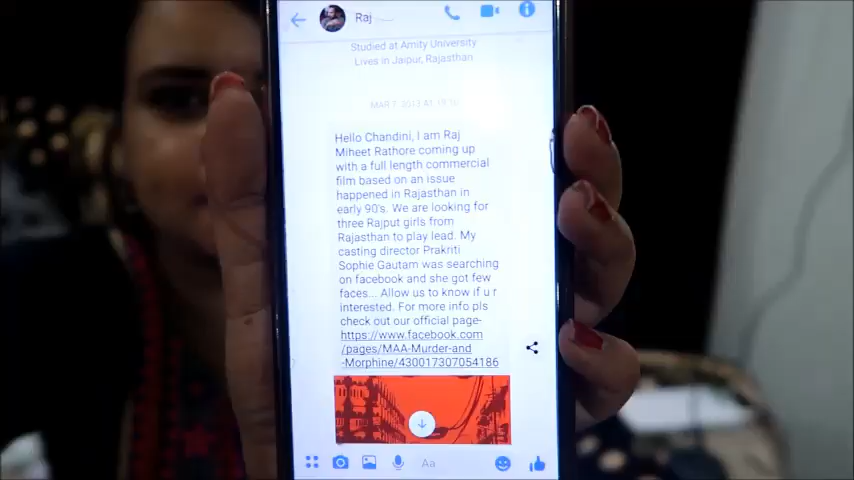 Raj
Studied at Amity University
Lives in Jaipur, Rajasthan
Hello Chandini, I am Raj
Miheet Rathore coming up
with a full length commercial
film based on an issue
happened in Rajasthan in
early 90's. We are looking for
three Rajput girls from
Rajasthan to play lead. My
casting director Prakriti
Sophie Gautam was searching
on facebook and she got few
faces... Allow us to know if u r
interested. For more info pls
check out our official page-
https://www.facebook.com
/pages/MAA-Murder-and
-Morphine/430017307054186
Aa